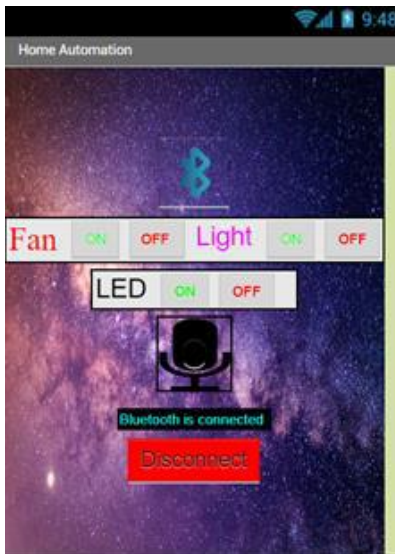 9:48
Home Automation
Fan ON OFF Light ON OFF
LED ON OFF
Bluetooth is connected
Disconnect